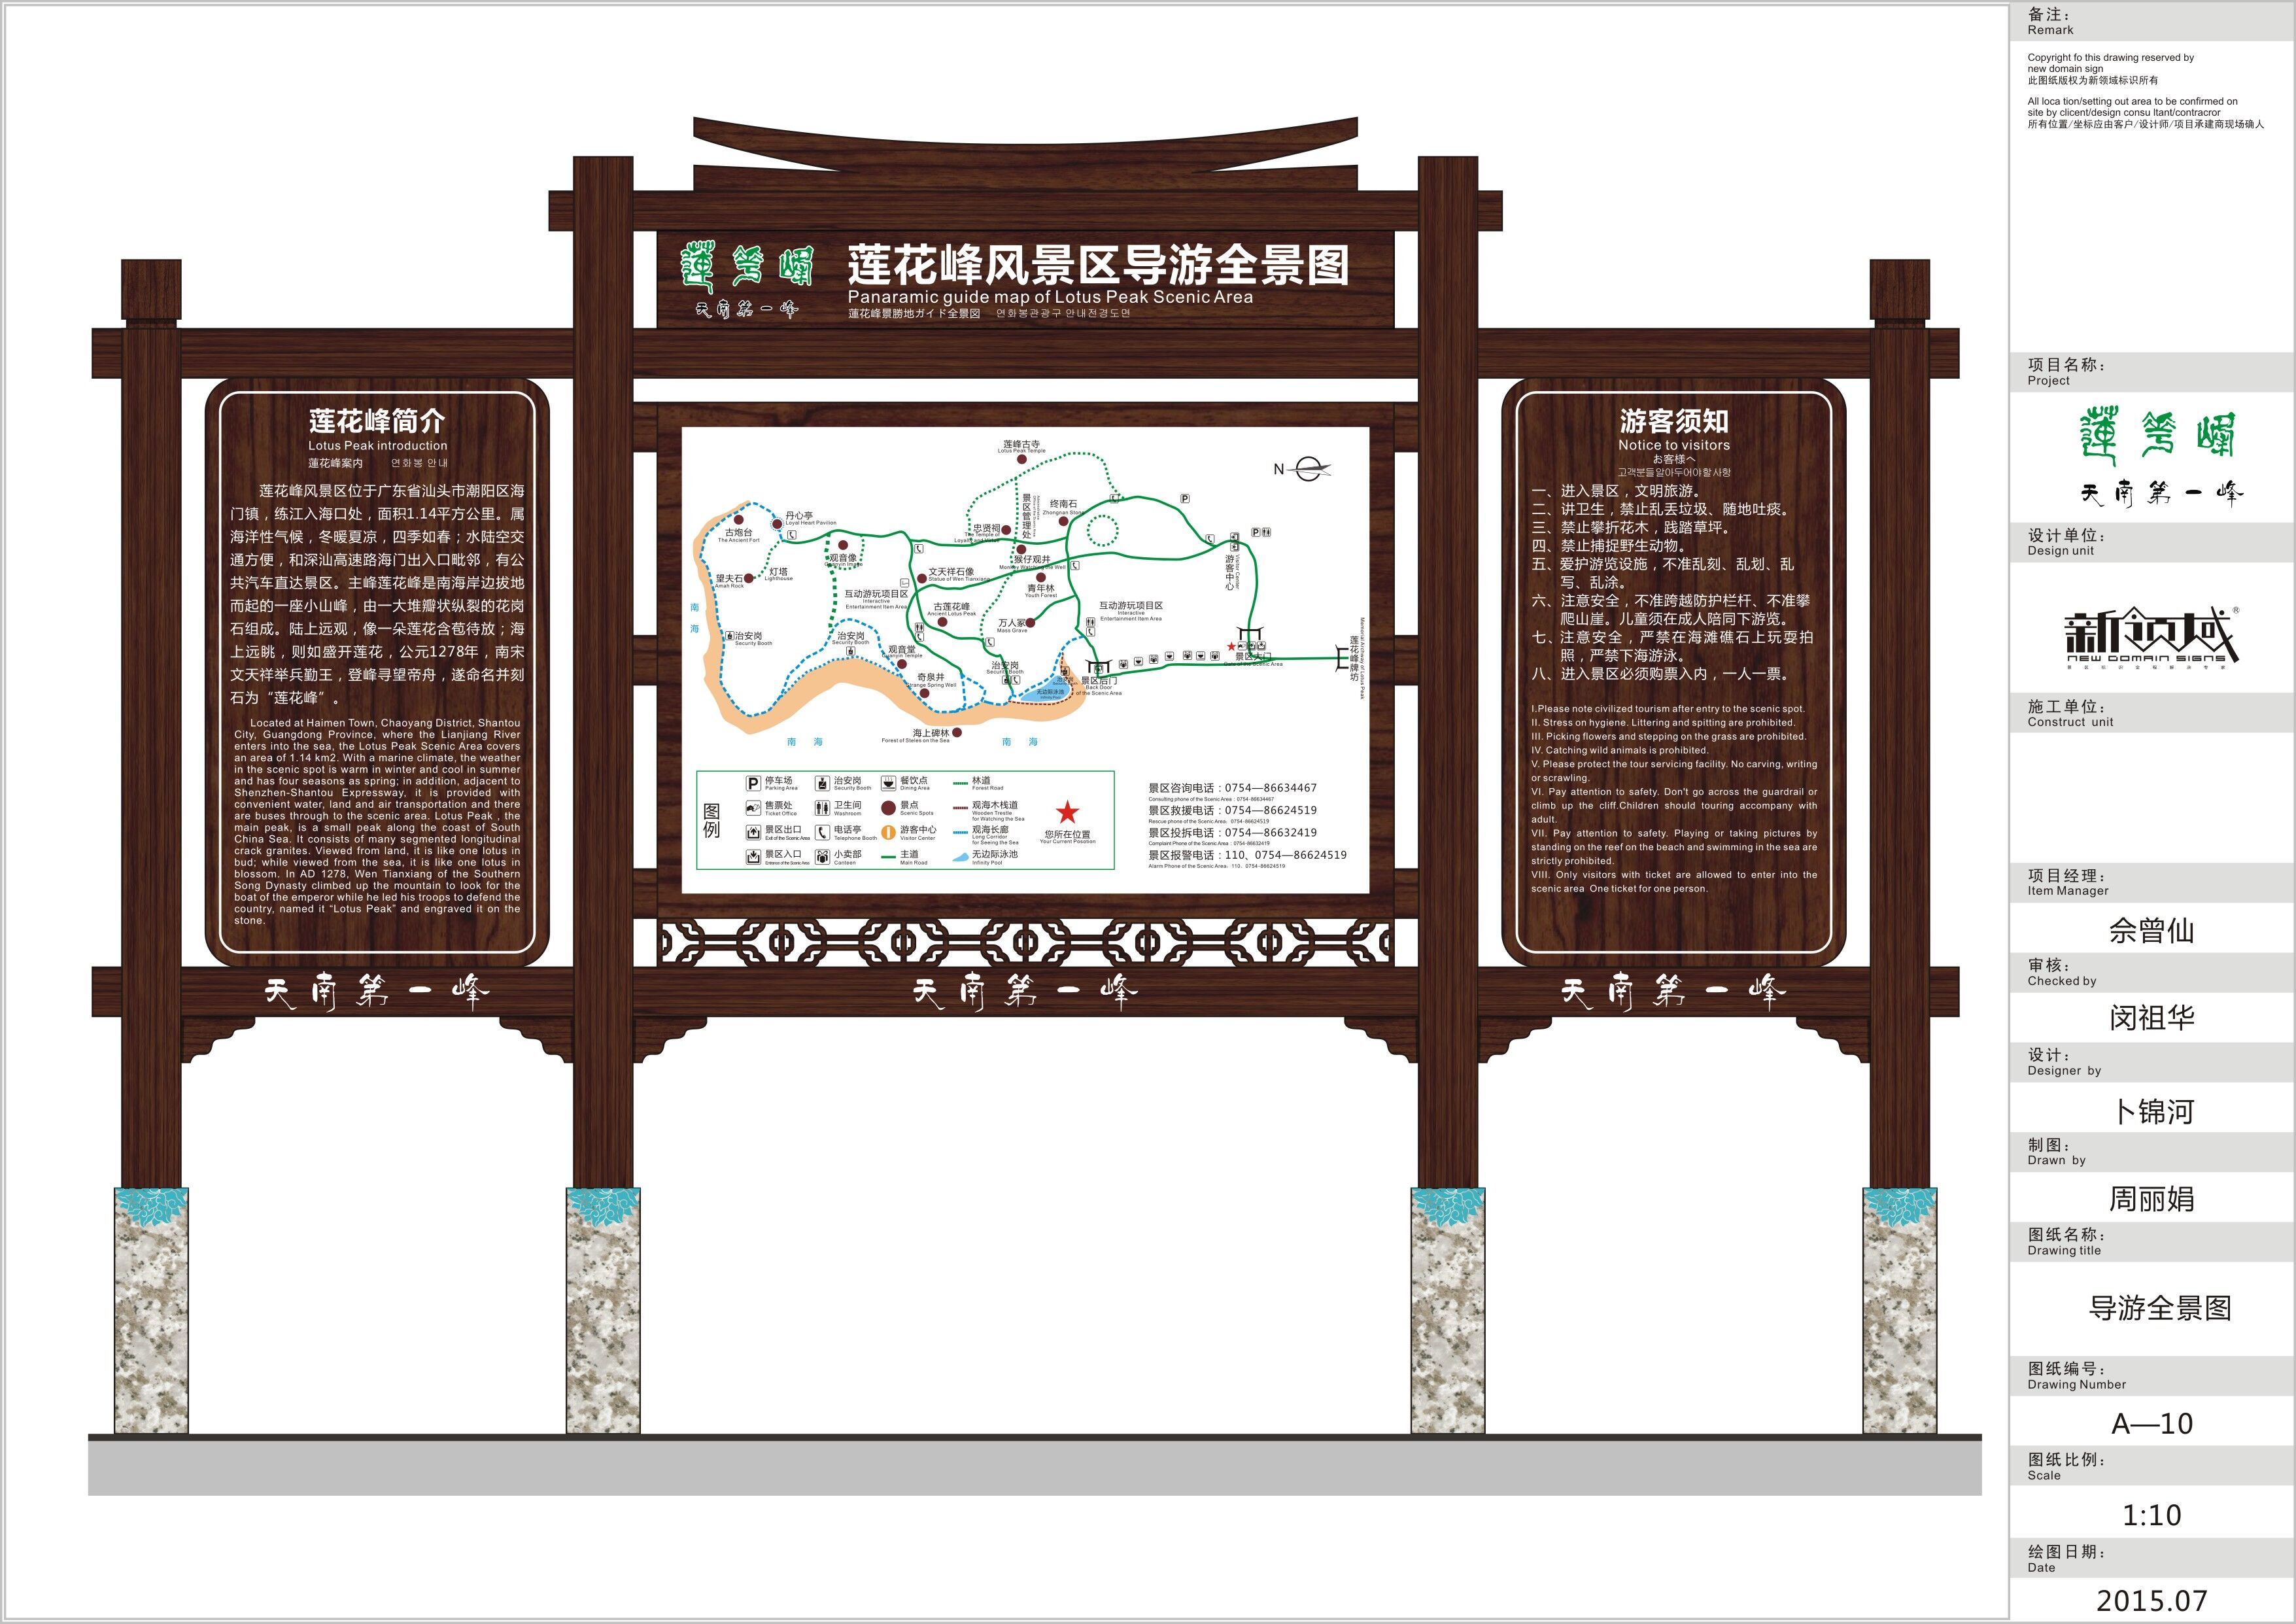 蓮花峰
天南第一峰
莲花峰风景区导游全景图
Panaramic guide map of Lotus Peak Scenic Area
蓮花峰景勝地ガイド全景図 연화봉관광구 안내전경도면
莲花峰简介
Lotus Peak introduction
蓮花峰案内 연화봉 안내
莲花峰风景区位于广东省汕头市潮阳区海
门镇，练江入海口处，面积1.14平方公里。属
海洋性气候，冬暖夏凉，四季如春；水陆空交
通方便，和深汕高速路海门出入口毗邻，有公
共汽车直达景区。主峰莲花峰是南海岸边拔地
而起的一座小山峰，由一大堆瓣状纵裂的花岗
石组成。陆上远观，像一朵莲花含苞待放；海
上远眺，则如盛开莲花，公元1278年，南宋
文天祥举兵勤王，登峰寻望帝舟，遂命名并刻
石为“莲花峰”。
Located at Haimen Town, Chaoyang District, Shantou
City, Guangdong Province, where the Lianjiang River
enters into the sea, the Lotus Peak Scenic Area covers
an area of 1.14 km2. With a marine climate, the weather
in the scenic spot is warm in winter and cool in summer
and has four seasons as spring; in addition, adjacent to
Shenzhen-Shantou Expressway, it is provided with
convenient water, land and air transportation and there
are buses through to the scenic area. Lotus Peak , the
main peak, is a small peak along the coast of South
China Sea. It consists of many segmented longitudinal
crack granites. Viewed from land, it is like one lotus in
bud; while viewed from the sea, it is like one lotus in
blossom. In AD 1278, Wen Tianxiang of the Southern
Song Dynasty climbed up the mountain to look for the
boat of the emperor while he led his troops to defend the
country, named it “Lotus Peak” and engraved it on the
stone.
莲峰古寺
Lotus Peak Temple
N
景区管理处
终南石
Zhongnan Stone
P
丹心亭
Loyal Heart Pavilion
古炮台
The Ancient Fort
忠贤祠
The Temple of
P
观音像
Guanyin Image
猴仔观井
Monkey Watching the Well
游客中心
Visitor Center
望夫石
Amah Rock
灯塔
Lighthouse
文天祥石像
Statue of Wen Tianxiang
青年林
Youth Forest
互动游玩项目区
Interactive
Entertainment Item Area
古莲花峰
Ancient Lotus Peak
互动游玩项目区
Interactive
Entertainment Item Area
南
海
万人冢
Mass Grave
治安岗
Security Booth
治安岗
Security Booth
观音堂
Guanyin Temple
景区大门
莲花峰牌坊
Memorial Archway of Lotus Peak
治安岗
Security Booth
奇泉井
Strange Spring Well
景区后门
Back Door
of the Scenic Area
无边际泳池
海上碑林
Forest of Steles on the Sea
南 海
南 海
图例
P 停车场
Parking Area
治安岗
Security Booth
餐饮点
Dining Area
林道
Forest Road
售票处
Ticket Office
卫生间
Washroom
景点
Scenic Spots
观海木栈道
Wooden Trestle
for Watching the Sea
景区出口
Exit of the Scenic Area
电话亭
Telephone Booth
游客中心
Visitor Center
观海长廊
Long Corridor
for Seeing the Sea
景区入口
Entrance of the Scenic Area
小卖部
Canteen
主道
Main Road
无边际泳池
Infinity Pool
您所在位置
Your Current Position
景区咨询电话：0754—86634467
Consulting phone of the Scenic Area：0754-86634467
景区救援电话：0754—86624519
Rescue phone of the Scenic Area：0754-86624519
景区投拆电话：0754—86632419
Complaint Phone of the Scenic Area：0754-86632419
景区报警电话：110、0754—86624519
Alarm Phone of the Scenic Area：110、0754-86624519
游客须知
Notice to visitors
お客様へ
고객분들알아두어야할사항
一、进入景区，文明旅游。
二、讲卫生，禁止乱丢垃圾、随地吐痰。
三、禁止攀折花木，践踏草坪。
四、禁止捕捉野生动物。
五、爱护游览设施，不准乱刻、乱划、乱
写、乱涂。
六、注意安全，不准跨越防护栏杆、不准攀
爬山崖。儿童须在成人陪同下游览。
七、注意安全，严禁在海滩礁石上玩耍拍
照，严禁下海游泳。
八、进入景区必须购票入内，一人一票。
I.Please note civilized tourism after entry to the scenic spot.
II. Stress on hygiene. Littering and spitting are prohibited.
III. Picking flowers and stepping on the grass are prohibited.
IV. Catching wild animals is prohibited.
V. Please protect the tour servicing facility. No carving, writing
or scrawling.
VI. Pay attention to safety. Don't go across the guardrail or
climb up the cliff.Children should touring accompany with
adult.
VII. Pay attention to safety. Playing or taking pictures by
standing on the reef on the beach and swimming in the sea are
strictly prohibited.
VIII. Only visitors with ticket are allowed to enter into the
scenic area One ticket for one person.
天南第一峰
天南第一峰
天南第一峰
备注：
Remark
Copyright fo this drawing reserved by
new domain sign
此图纸版权为新领域标识所有
All loca tion/setting out area to be confirmed on
site by clicent/design consu ltant/contracror
所有位置/坐标应由客户/设计师/项目承建商现场确人
项目名称：
Project
蓮花峰
天南第一峰
设计单位：
Design unit
新领域®
NEW DOMAIN SIGNS
施工单位：
Construct unit
项目经理：
Item Manager
佘曾仙
审核：
Checked by
闵祖华
设计：
Designer by
卜锦河
制图：
Drawn by
周丽娟
图纸名称：
Drawing title
导游全景图
图纸编号：
Drawing Number
A—10
图纸比例：
Scale
1:10
绘图日期：
Date
2015.07